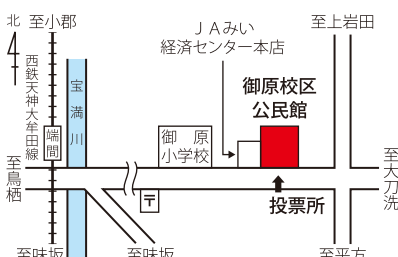 北
至小郡
至上岩田
ＪＡみい
経済センター本店
西鉄天神大牟田線
宝満川
御原校区
公民館
端間
御原
小学校
至鳥栖
至大刀洗
〒
投票所
至味坂
至味坂
至平方